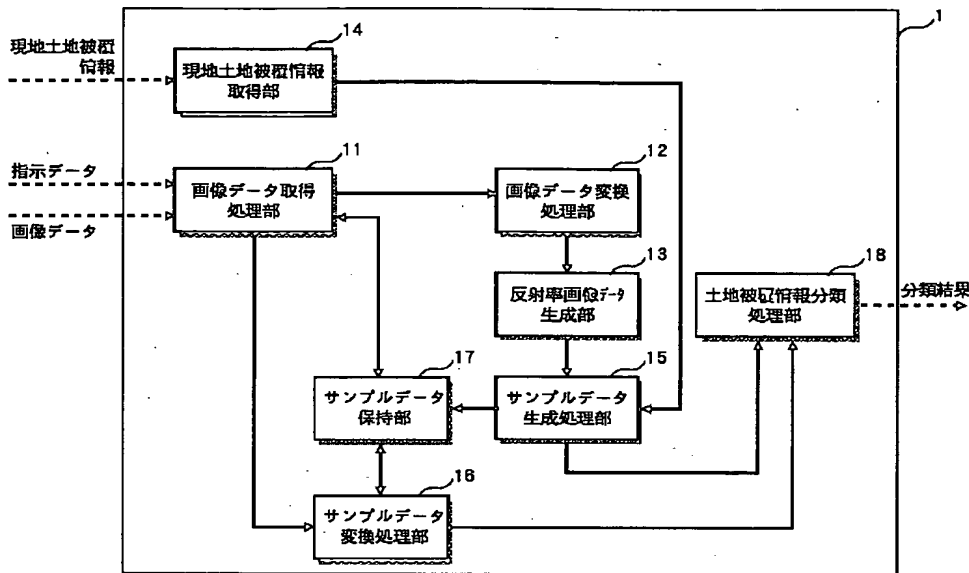 1
14
現地土地被覆
情報
現地土地被覆情報
取得部
11
12
指示データ
画像データ取得
処理部
画像データ変換
処理部
画像データ
13
18
反射率画像データ
生成部
土地被覆情報分類
処理部
分類結果
17
15
サンプルデータ
保持部
サンプルデータ
生成処理部
16
サンプルデータ
変換処理部